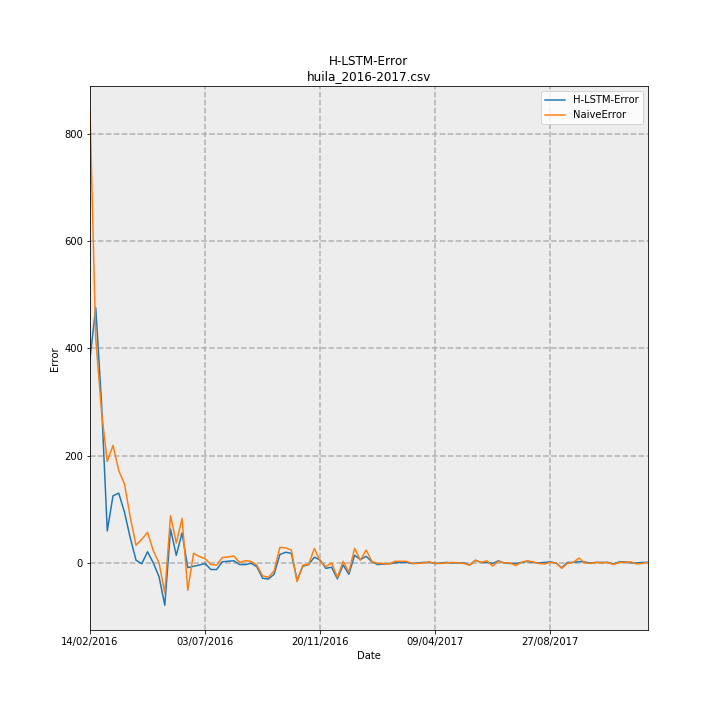 H-LSTM-Error
huila_2016-2017.csv
H-LSTM-Error
NaiveError
800
600
400
200
0
Error
14/02/2016
03/07/2016
20/11/2016
09/04/2017
27/08/2017
Date